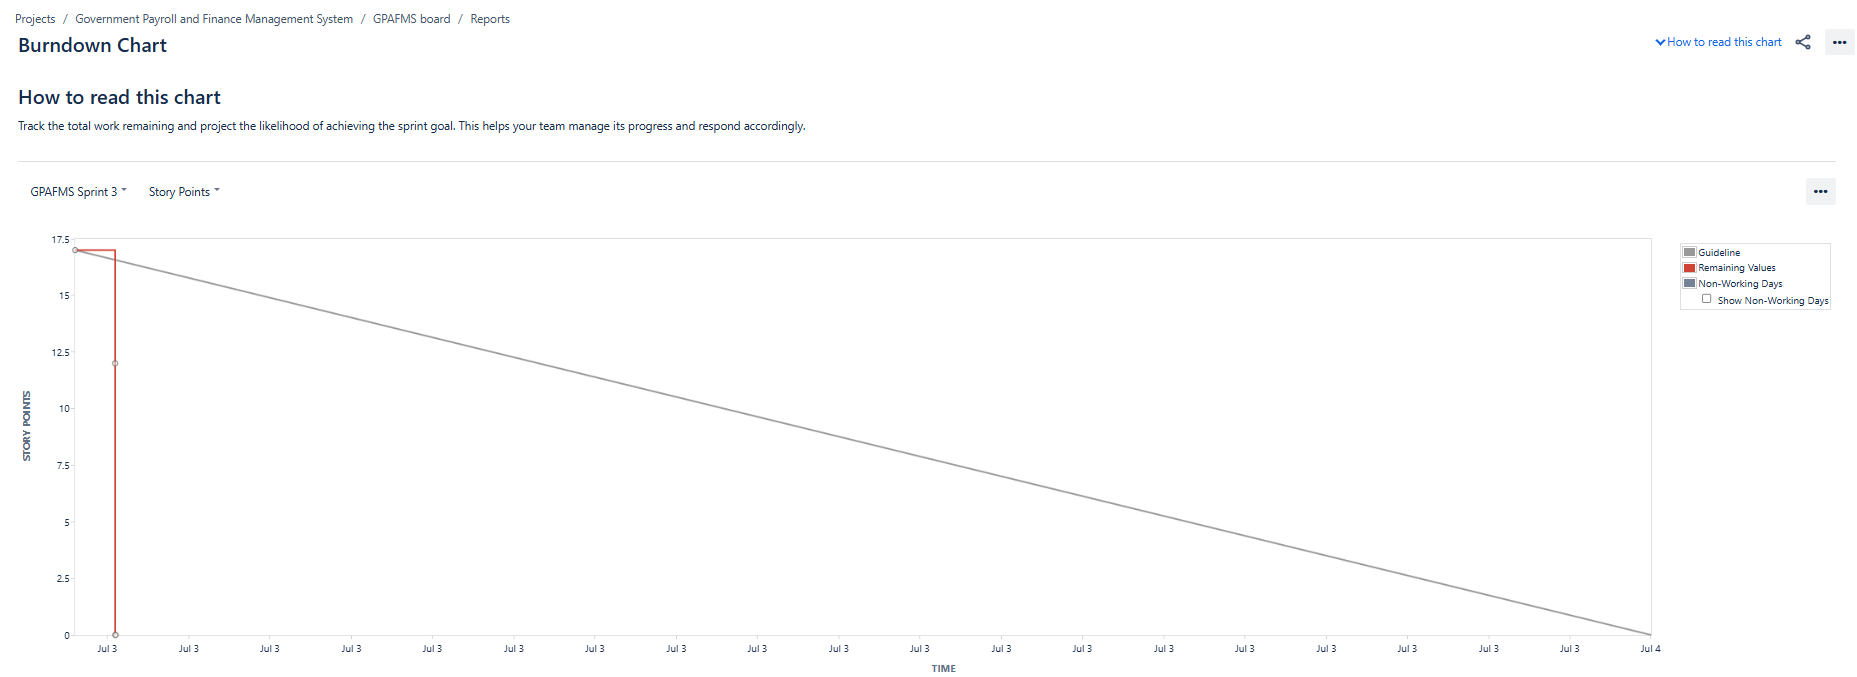 Projects / Government Payroll and Finance Management System / GPAFMS board / Reports
Burndown Chart
How to read this chart
•••
How to read this chart
Track the total work remaining and project the likelihood of achieving the sprint goal. This helps your team manage its progress and respond accordingly.
GPAFMS Sprint 3
Story Points
•••
17.5
15
12.5
10
7.5
5
2.5
0
STORY POINTS
Jul 3 Jul 3 Jul 3 Jul 3 Jul 3 Jul 3 Jul 3 Jul 3 Jul 3 Jul 3 Jul 3 Jul 3 Jul 3 Jul 3 Jul 3 Jul 3 Jul 3 Jul 3 Jul 3 Jul 4
TIME
Guideline
Remaining Values
Non-Working Days
Show Non-Working Days